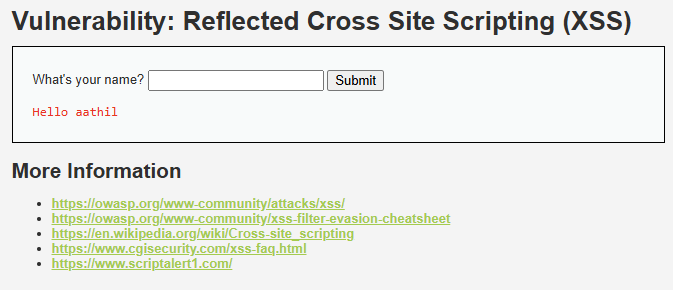 Vulnerability: Reflected Cross Site Scripting (XSS)
What's your name? Submit
Hello aathil
More Information
https://owasp.org/www-community/attacks/xss/
https://owasp.org/www-community/xss-filter-evasion-cheatsheet
https://en.wikipedia.org/wiki/Cross-site_scripting
https://www.cgisecurity.com/xss-faq.html
https://www.scriptalert1.com/